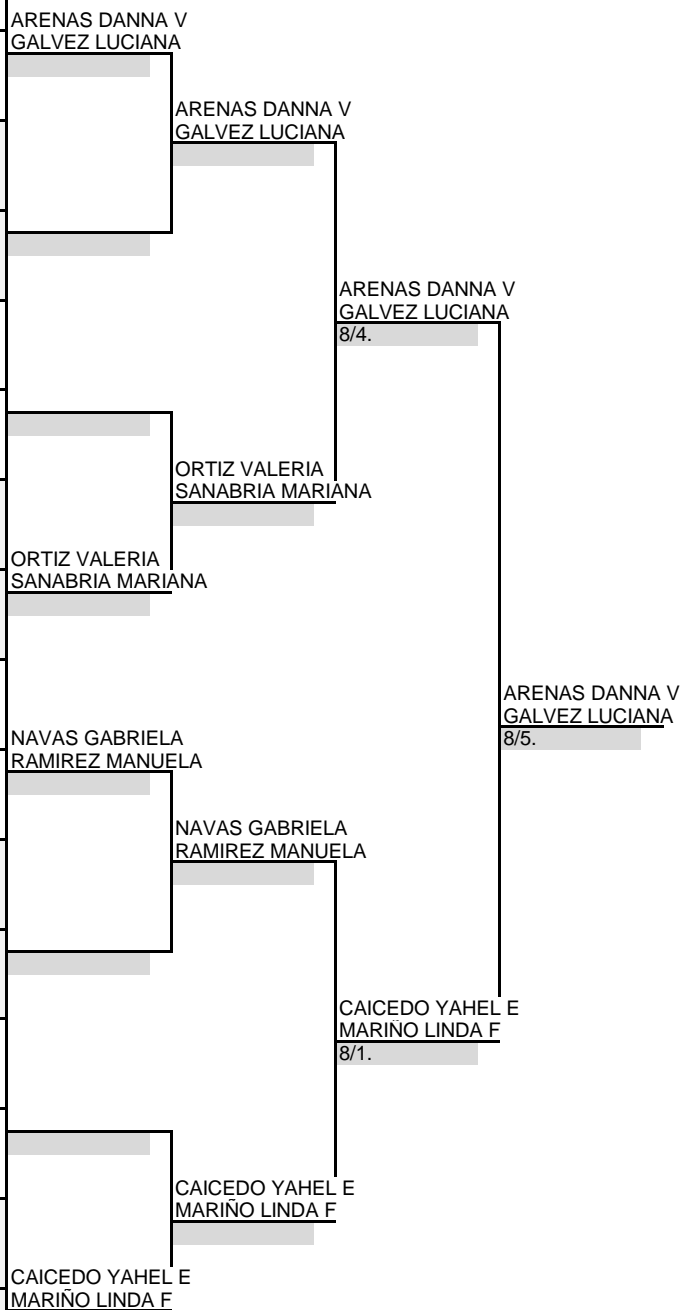 ARENAS DANNA V
GALVEZ LUCIANA
ARENAS DANNA V
GALVEZ LUCIANA
ARENAS DANNA V
GALVEZ LUCIANA
8/4.
ORTIZ VALERIA
SANABRIA MARIANA
ORTIZ VALERIA
SANABRIA MARIANA
ARENAS DANNA V
GALVEZ LUCIANA
8/5.
NAVAS GABRIELA
RAMIREZ MANUELA
NAVAS GABRIELA
RAMIREZ MANUELA
CAICEDO YAHEL E
MARIÑO LINDA F
8/1.
CAICEDO YAHEL E
MARIÑO LINDA F
CAICEDO YAHEL E
MARIÑO LINDA F